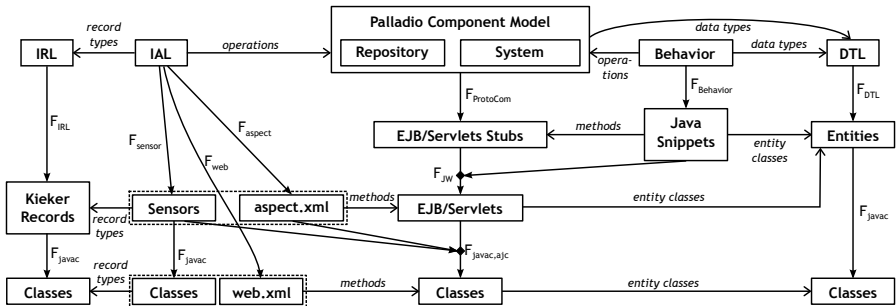 Palladio Component Model
record
types
data types
IRL
IAL
operations
Repository
System
Behavior
data types
DTL
opera-
tions
F_IRL
F_sensor
F_web
F_aspect
F_ProtoCom
F_Behavior
F_DTL
EJB/Servlets Stubs
methods
Java
Snippets
entity
classes
Entities
F_JW
Kieker
Records
record
types
Sensors
aspect.xml
methods
EJB/Servlets
entity classes
F_javac
F_javac
F_javac,ajc
F_javac
Classes
record
types
Classes
web.xml
methods
Classes
entity classes
Classes